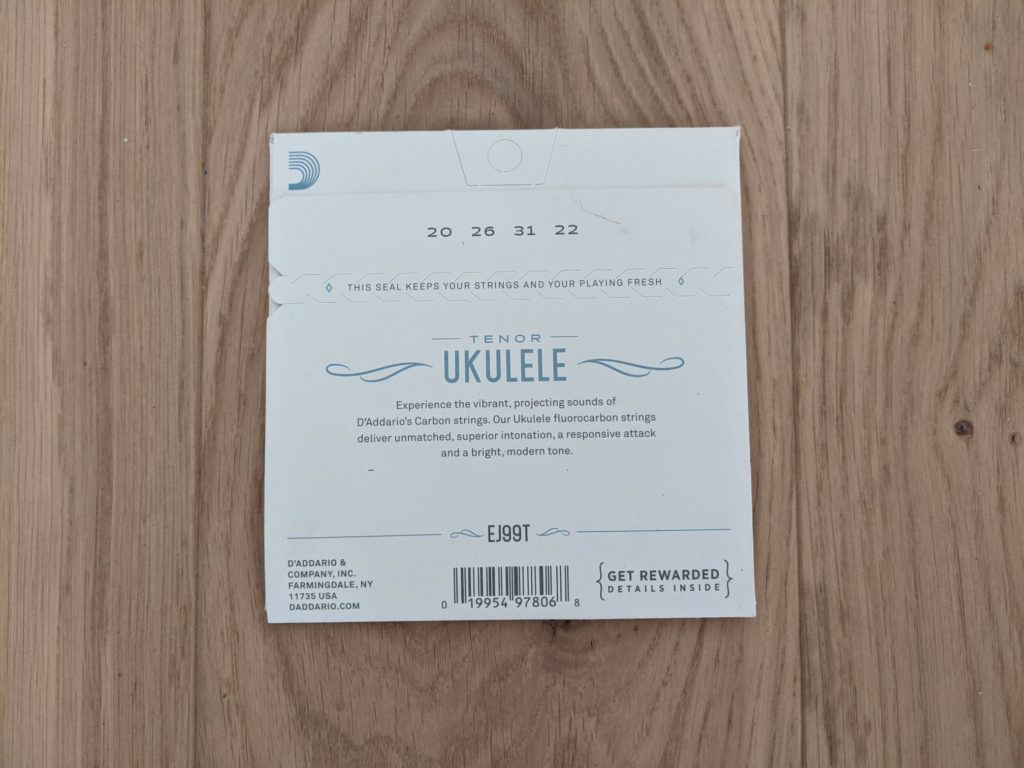 20 26 31 22
THIS SEAL KEEPS YOUR STRINGS AND YOUR PLAYING FRESH
TENOR
UKULELE
Experience the vibrant, projecting sounds of
D'Addario's Carbon strings. Our Ukulele fluorocarbon strings
deliver unmatched, superior intonation, a responsive attack
and a bright, modern tone.
EJ99T
D'ADDARIO &
COMPANY, INC.
FARMINGDALE, NY
11735 USA
DADDARIO.COM
0 19954 97806 8
GET REWARDED
DETAILS INSIDE